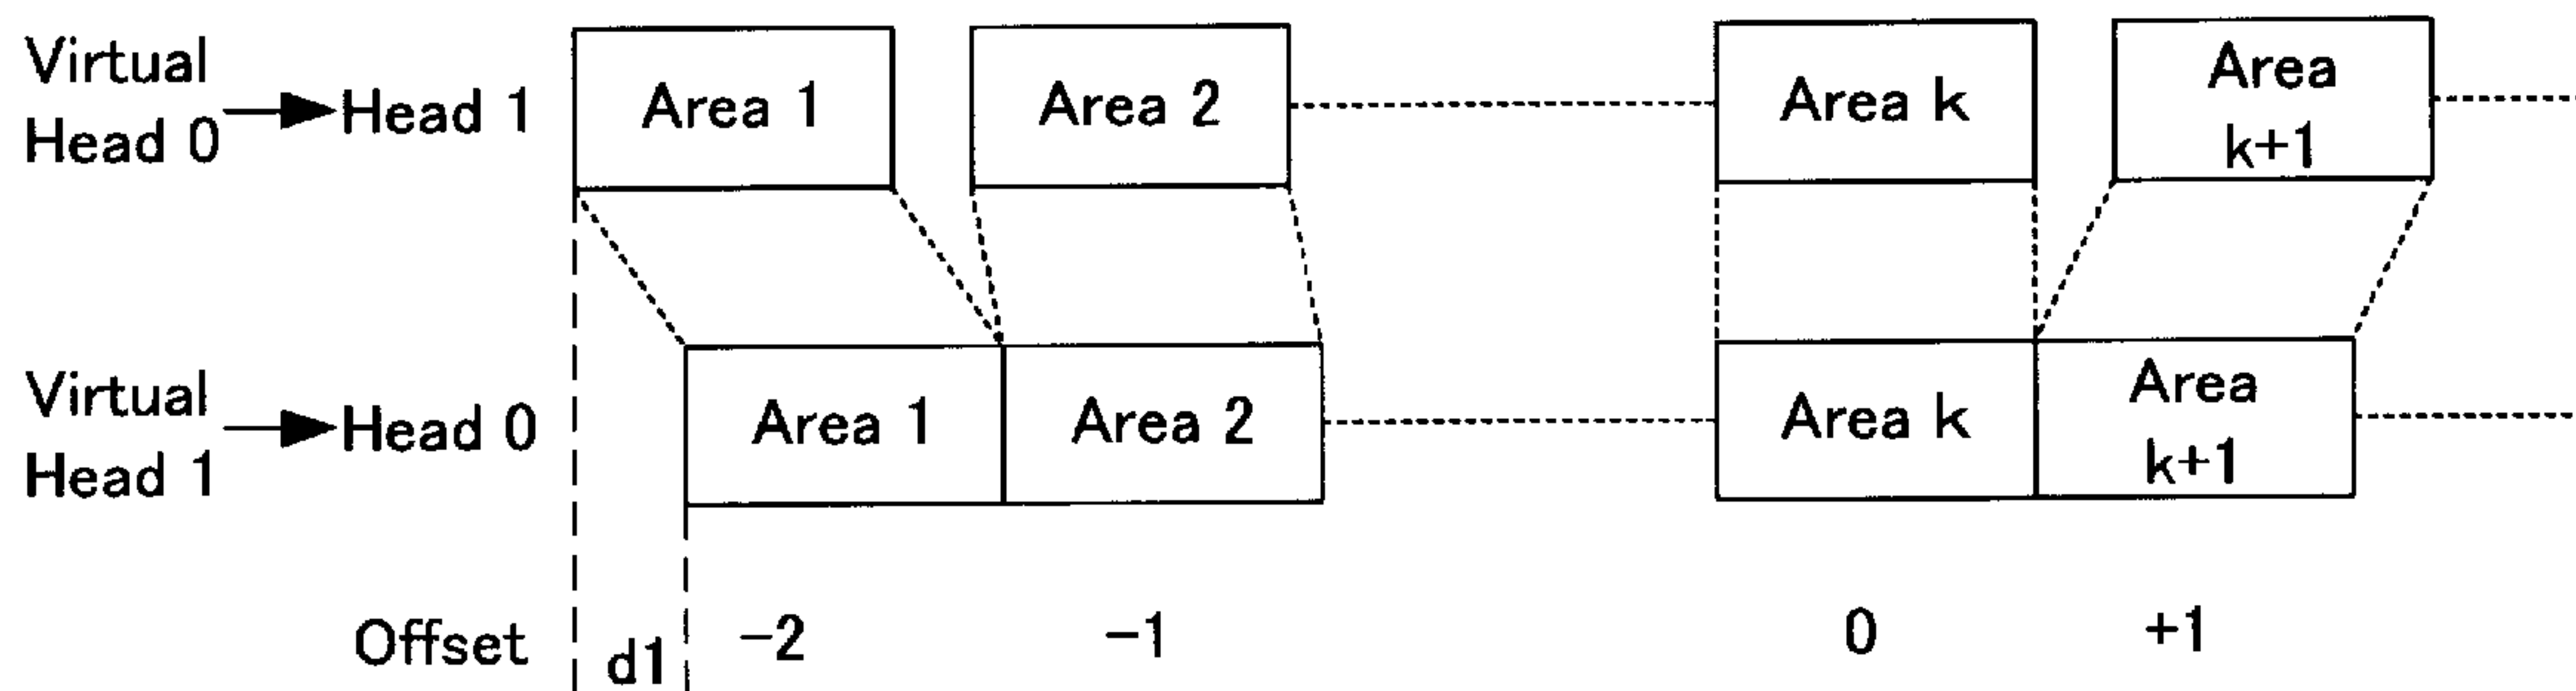 Virtual
Head 0
Head 1
Area 1
Area 2
Area k
Area
k+1
Virtual
Head 1
Head 0
Area 1
Area 2
Area k
Area
k+1
Offset
d1
−2
−1
0
+1